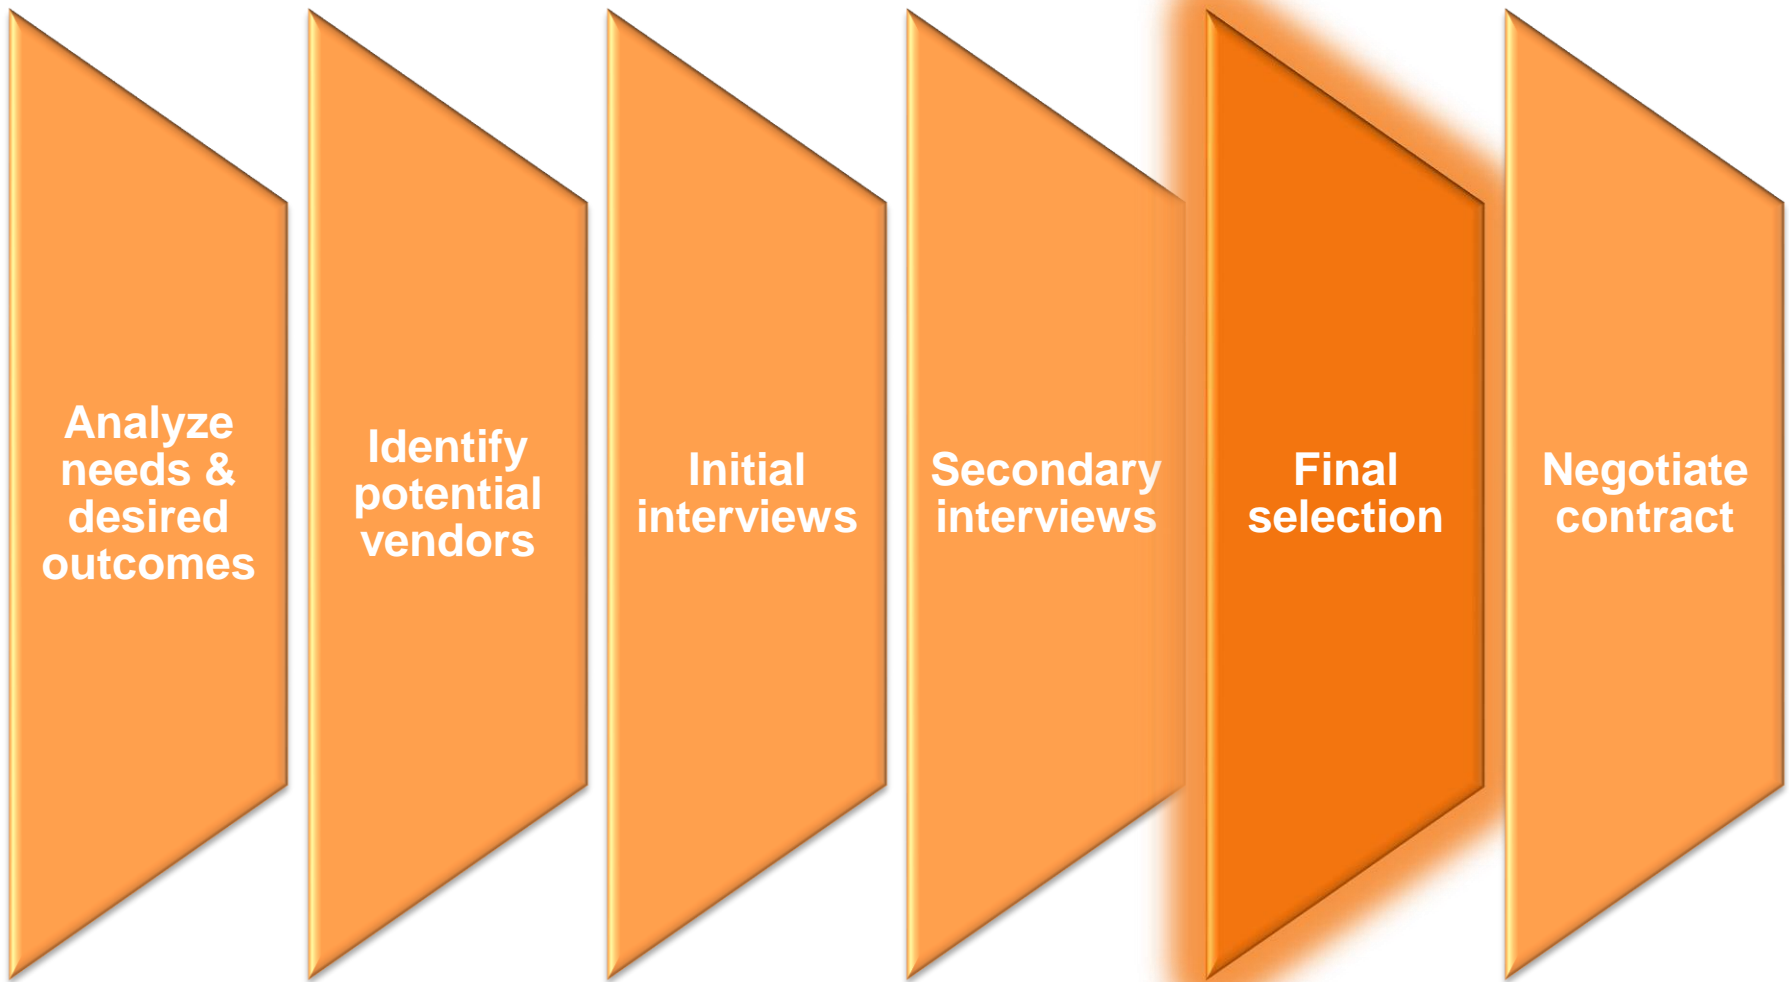 Analyze
needs &
desired
outcomes
Identify
potential
vendors
Initial
interviews
Secondary
interviews
Final
selection
Negotiate
contract